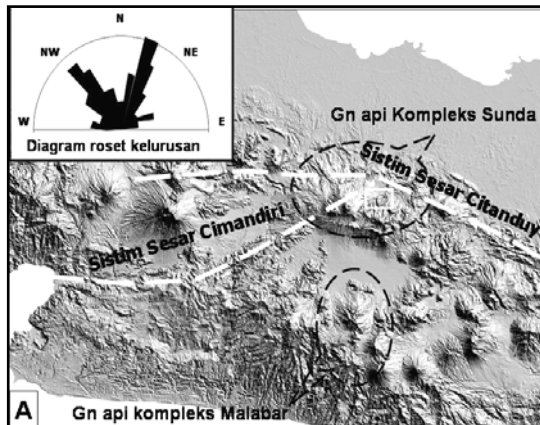 N
NW
NE
W
E
Diagram roset kelurusan
Gn api Kompleks Sunda
Sistim Sesar Citanduy
Sistim Sesar Cimandiri
A
Gn api kompleks Malabar